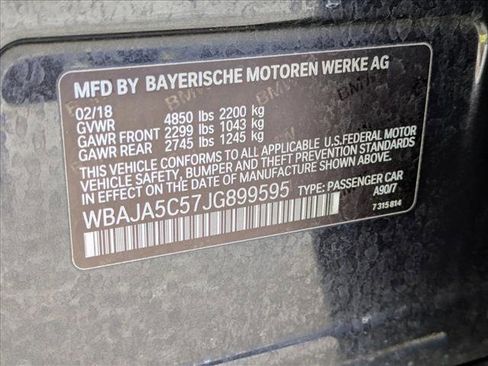 MFD BY BAYERISCHE MOTOREN WERKE AG
02/18
GVWR 4850 lbs 2200 kg
GAWR FRONT 2299 lbs 1043 kg
GAWR REAR 2745 lbs 1245 kg
THIS VEHICLE CONFORMS TO ALL APPLICABLE U.S.FEDERAL MOTOR
VEHICLE SAFETY, BUMPER AND THEFT PREVENTION STANDARDS
IN EFFECT ON THE DATE OF MANUFACTURE SHOWN ABOVE.
WBAJA5C57JG899595 TYPE: PASSENGER CAR
A90/7
7 315 814